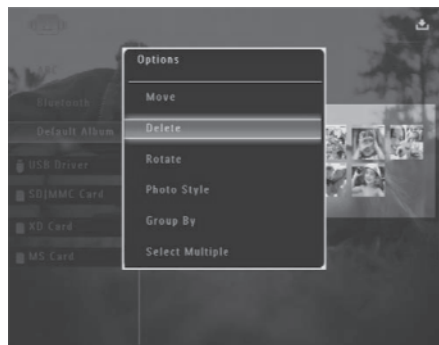 Options
Move
ABC
Bluetooth
Delete
Default Album
Rotate
USB Driver
Photo Style
SD|MMC Card
Group By
XD Card
Select Multiple
MS Card